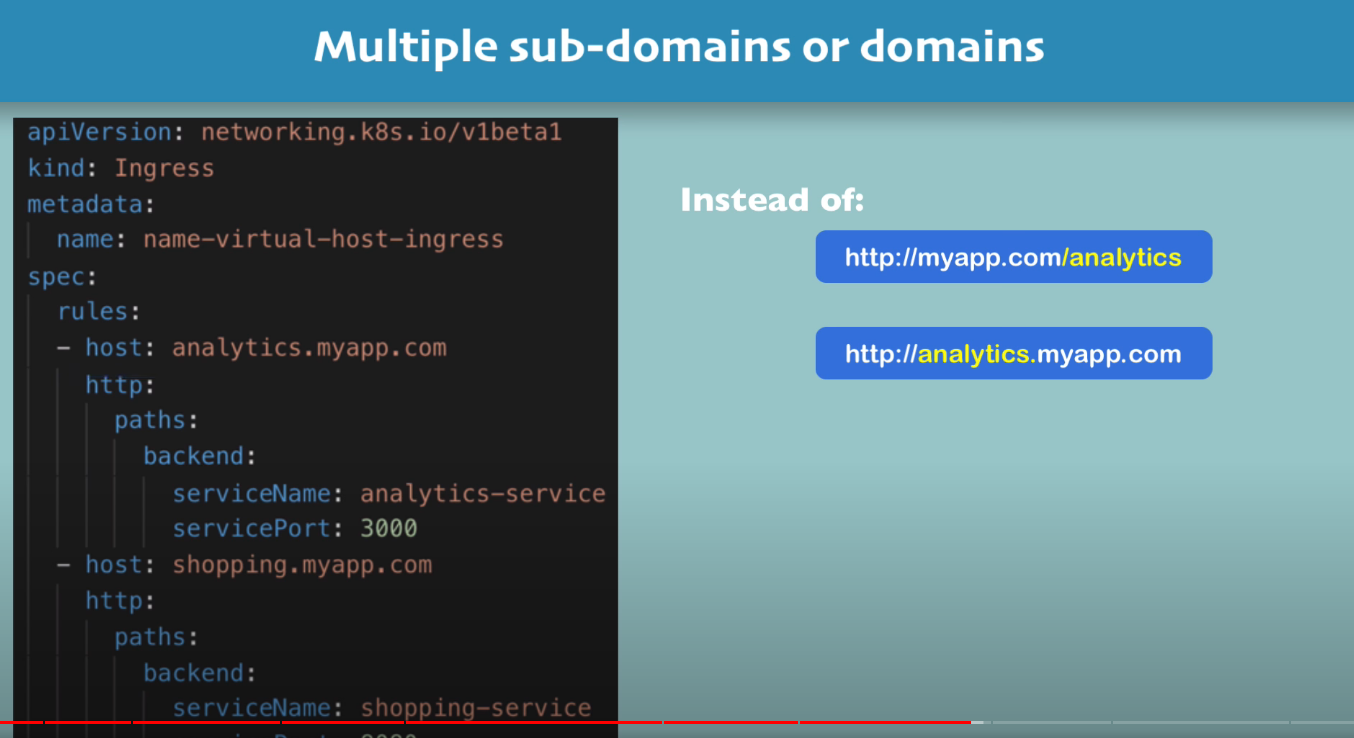 Multiple sub-domains or domains
apiVersion: networking.k8s.io/v1beta1
kind: Ingress
metadata:
name: name-virtual-host-ingress
spec:
rules:
- host: analytics.myapp.com
http:
paths:
backend:
serviceName: analytics-service
servicePort: 3000
- host: shopping.myapp.com
http:
paths:
backend:
serviceName: shopping-service
Instead of:
http://myapp.com/analytics
http://analytics.myapp.com